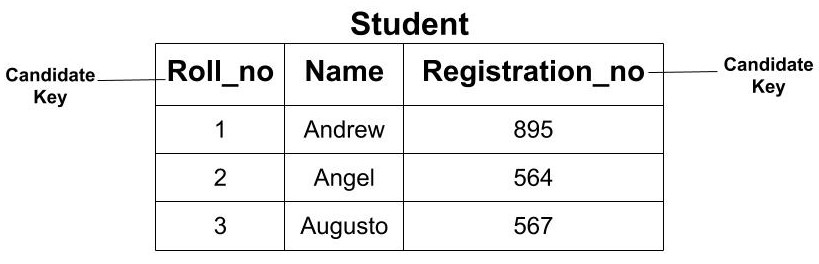 Student
Candidate
Key
Roll_no Name Registration_no
Candidate
Key
1 Andrew 895
2 Angel 564
3 Augusto 567